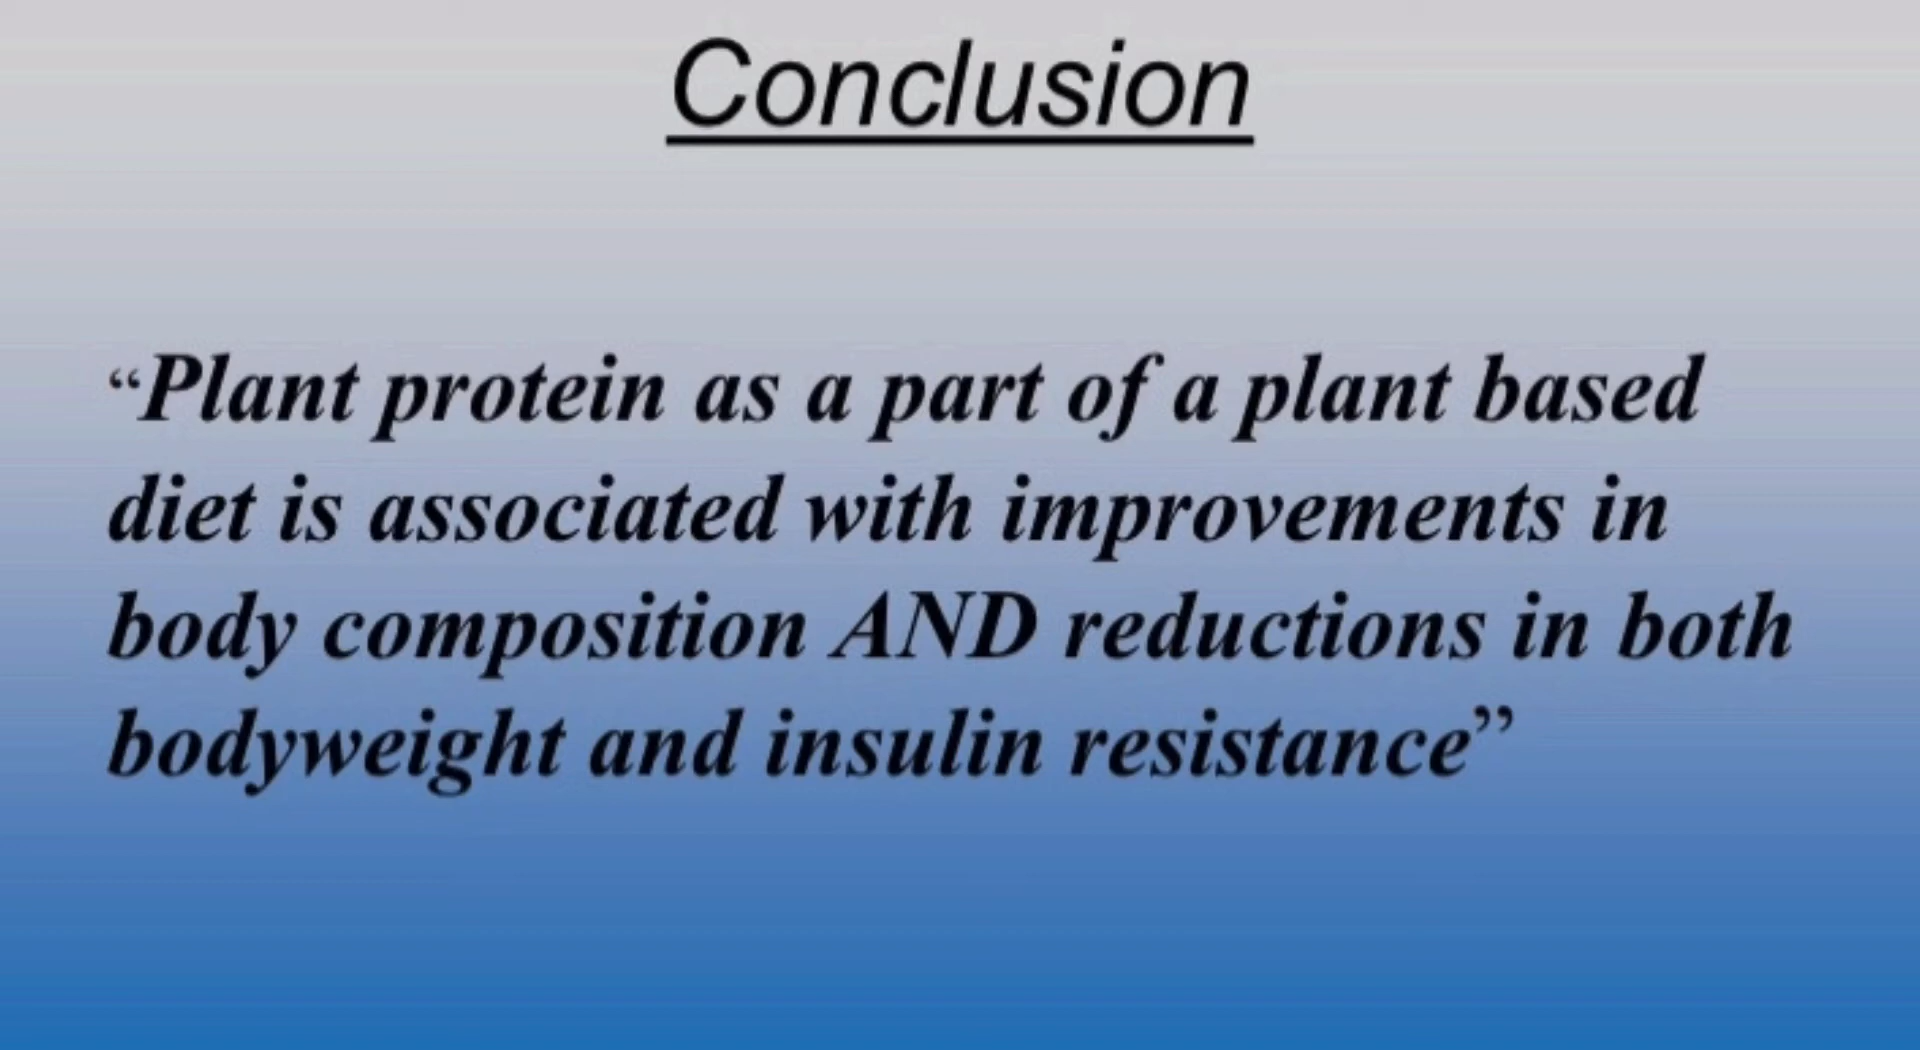 Conclusion
“Plant protein as a part of a plant based
diet is associated with improvements in
body composition AND reductions in both
bodyweight and insulin resistance”